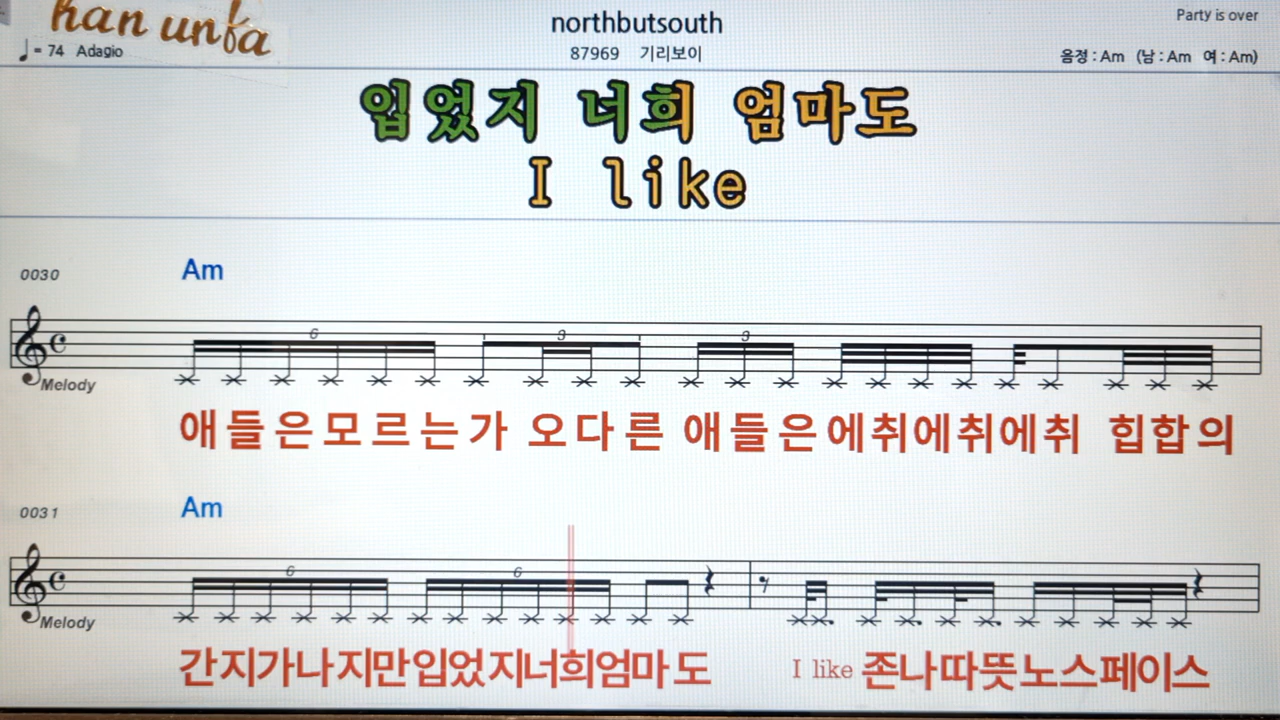 han unfa
northbutsouth
Party is over
♩= 74 Adagio
87969 기리보이
음정 : Am (남 : Am 여 : Am)
입었지 너희 엄마도
I like
0030
Am
6
3
3
Melody
애들은모르는가 오다른 애들은에취에취에취 힙합의
0031
Am
6
6
Melody
간지가나지만입었지너희엄마도 I like 존나따뜻노스페이스